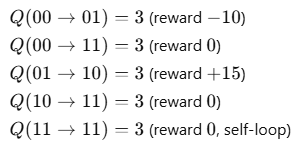 Q(00 → 01) = 3 (reward −10)
Q(00 → 11) = 3 (reward 0)
Q(01 → 10) = 3 (reward +15)
Q(10 → 11) = 3 (reward 0)
Q(11 → 11) = 3 (reward 0, self-loop)